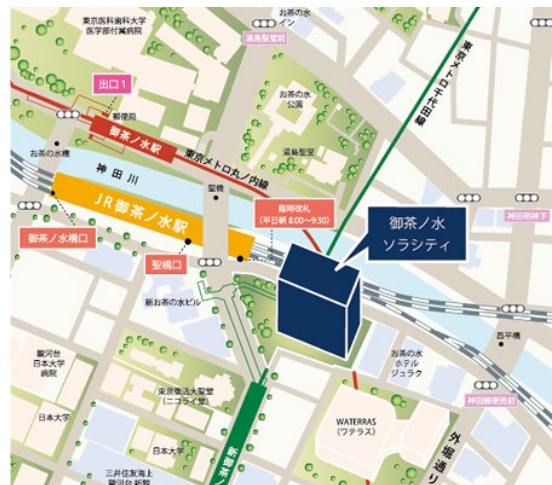 東京医科歯科大学
医学部付属病院
お茶の水
イン
湯島聖堂前
出口1
郵便局
お茶の水
公園
東京メトロ千代田線
御茶ノ水駅
湯島聖堂
お茶の水橋
東京メトロ丸ノ内線
神田川
聖橋
臨時改札
(平日朝 8:00〜9:30)
JR御茶ノ水駅
御茶ノ水
ソラシティ
神田明神下
御茶ノ水橋口
聖橋口
新お茶の水ビル
昌平橋
駿河台
日本大学
病院
お茶の水
ホテル
ジュラク
東京復活大聖堂
(ニコライ堂)
神田郵便局前
日本大学
WATERRAS
(ワテラス)
日本大学
新御茶ノ
外堀通り
三井住友海上
駿河台 新館